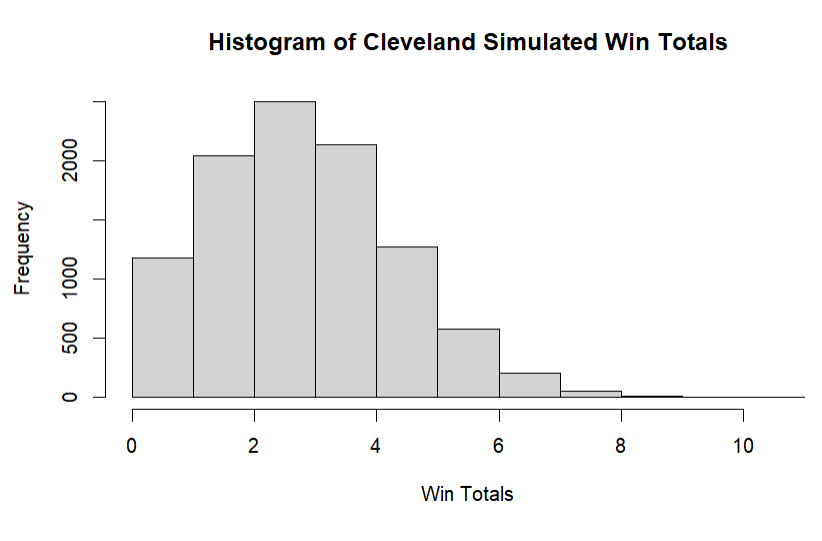 Histogram of Cleveland Simulated Win Totals
Frequency
2000
1000
500
0
0 2 4 6 8 10
Win Totals